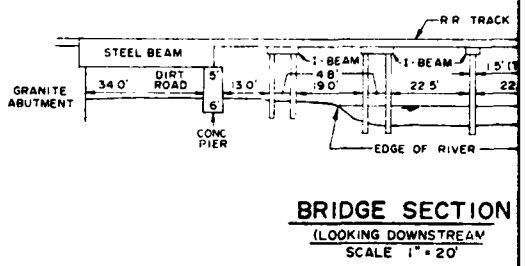 R.R. TRACK
STEEL BEAM
I-BEAM
I-BEAM
GRANITE
ABUTMENT
34.0'
DIRT
ROAD
5'
6'
13.0'
4.8'
19.0'
22.5'
1.5'
22
CONC
PIER
EDGE OF RIVER
BRIDGE SECTION
(LOOKING DOWNSTREAM
SCALE 1" = 20'